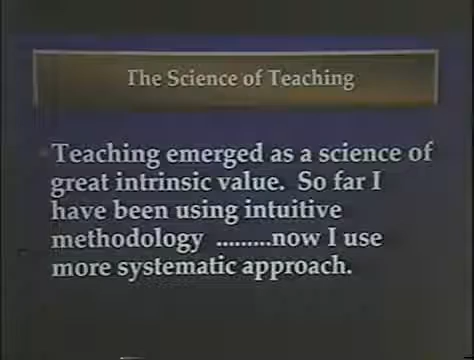 The Science of Teaching
Teaching emerged as a science of
great intrinsic value. So far I
have been using intuitive
methodology .........now I use
more systematic approach.